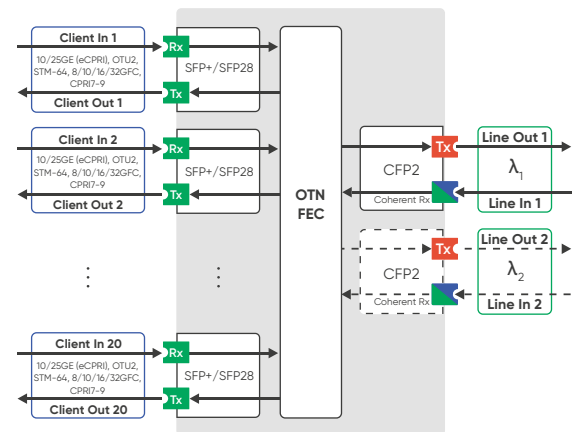 Client In 1
10/25GE (eCPRI), OTU2,
STM-64, 8/10/16/32GFC,
CPRI7-9
Client Out 1
Rx
Tx
SFP+/SFP28
Client In 2
10/25GE (eCPRI), OTU2,
STM-64, 8/10/16/32GFC,
CPRI7-9
Client Out 2
Rx
Tx
SFP+/SFP28
Client In 20
10/25GE (eCPRI), OTU2,
STM-64, 8/10/16/32GFC,
CPRI7-9
Client Out 20
Rx
Tx
SFP+/SFP28
OTN
FEC
CFP2
Coherent Rx
Tx
Line Out 1
λ1
Line In 1
CFP2
Coherent Rx
Tx
Line Out 2
λ2
Line In 2